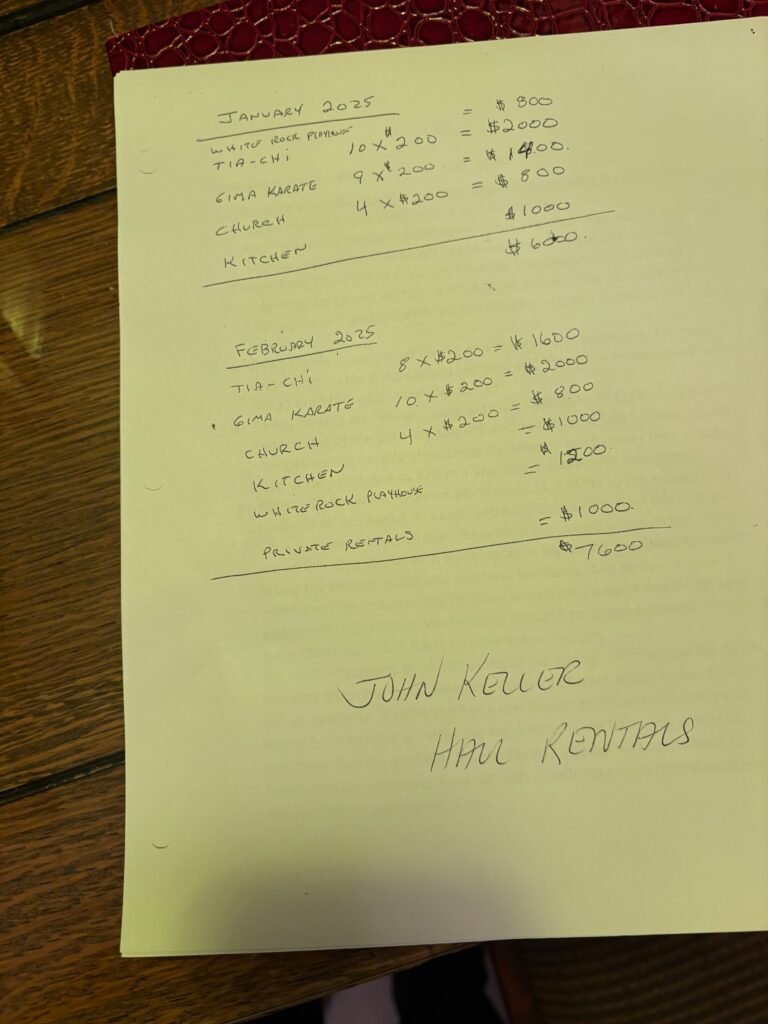 JANUARY 2025
WHITE ROCK PLAYHOUSE = $800
TIA-CHI 10 X $200 = $2000
GIMA KARATE 9 X $200 = $1400.
CHURCH 4 X $200 = $800
KITCHEN $1000
$6000.
FEBRUARY 2025
TIA-CHI 8 X $200 = $1600
GIMA KARATE 10 X $200 = $2000
CHURCH 4 X $200 = $800
KITCHEN = $1000
WHITE ROCK PLAYHOUSE = $1200
PRIVATE RENTALS = $1000.
$7600.
JOHN KELLER
HALL RENTALS